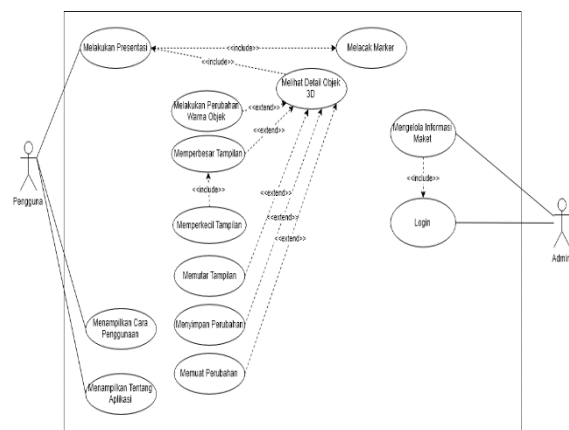 Melakukan Presentasi
<<include>>
Melacak Marker
<<include>>
Melihat Detail Objek
3D
Melakukan Perubahan
Warna Objek
<<extend>>
<<extend>>
Memperbesar Tampilan
<<include>>
Memperkecil Tampilan
<<extend>>
<<extend>>
<<extend>>
Memutar Tampilan
Menyimpan Perubahan
Memuat Perubahan
Pengguna
Menampilkan Cara
Penggunaan
Menampilkan Tentang
Aplikasi
Mengelola Informasi
Maket
<<include>>
Login
Admin